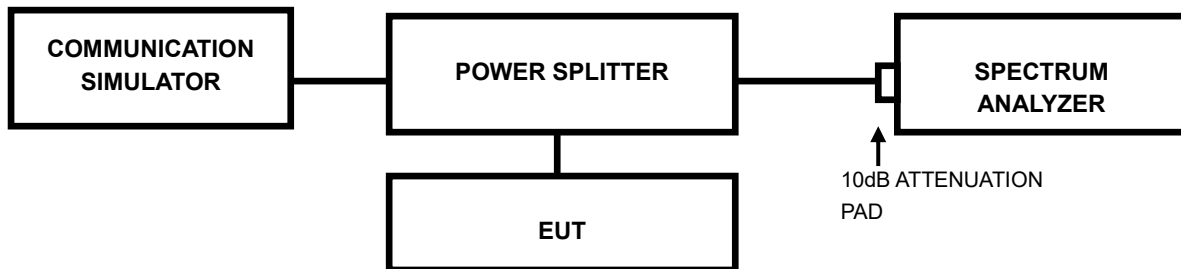 COMMUNICATION
SIMULATOR
POWER SPLITTER
SPECTRUM
ANALYZER
10dB ATTENUATION
PAD
EUT